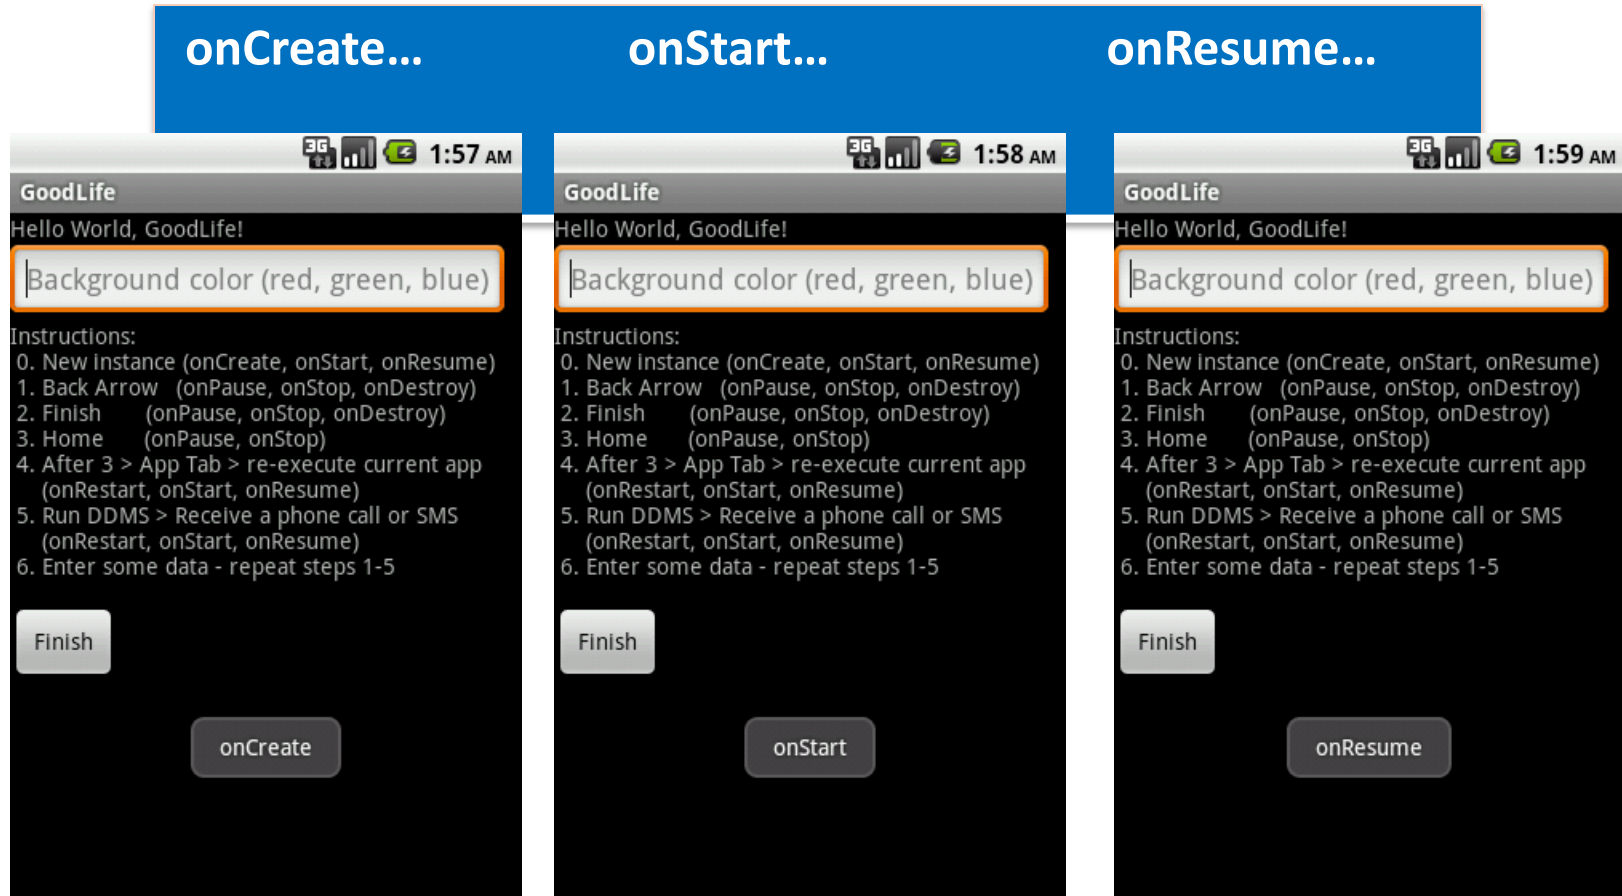 onCreate… onStart… onResume…
3G 1:57 AM
GoodLife
Hello World, GoodLife!
Background color (red, green, blue)
Instructions:
0. New instance (onCreate, onStart, onResume)
1. Back Arrow (onPause, onStop, onDestroy)
2. Finish (onPause, onStop, onDestroy)
3. Home (onPause, onStop)
4. After 3 > App Tab > re-execute current app
(onRestart, onStart, onResume)
5. Run DDMS > Receive a phone call or SMS
(onRestart, onStart, onResume)
6. Enter some data - repeat steps 1-5
Finish
onCreate
3G 1:58 AM
GoodLife
Hello World, GoodLife!
Background color (red, green, blue)
Instructions:
0. New instance (onCreate, onStart, onResume)
1. Back Arrow (onPause, onStop, onDestroy)
2. Finish (onPause, onStop, onDestroy)
3. Home (onPause, onStop)
4. After 3 > App Tab > re-execute current app
(onRestart, onStart, onResume)
5. Run DDMS > Receive a phone call or SMS
(onRestart, onStart, onResume)
6. Enter some data - repeat steps 1-5
Finish
onStart
3G 1:59 AM
GoodLife
Hello World, GoodLife!
Background color (red, green, blue)
Instructions:
0. New instance (onCreate, onStart, onResume)
1. Back Arrow (onPause, onStop, onDestroy)
2. Finish (onPause, onStop, onDestroy)
3. Home (onPause, onStop)
4. After 3 > App Tab > re-execute current app
(onRestart, onStart, onResume)
5. Run DDMS > Receive a phone call or SMS
(onRestart, onStart, onResume)
6. Enter some data - repeat steps 1-5
Finish
onResume